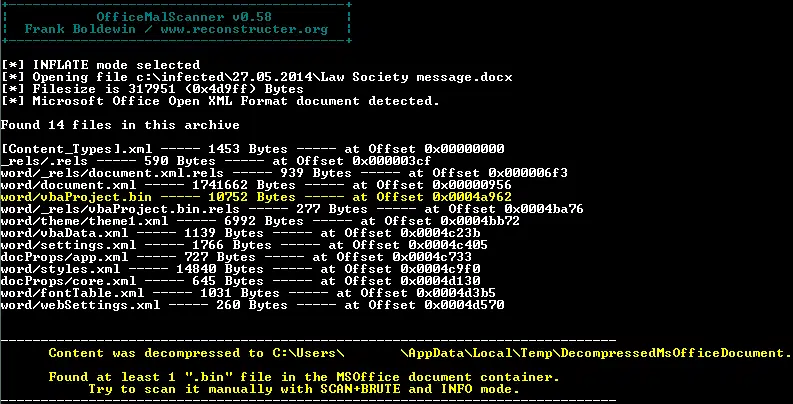 +------------------------------------------+
|           OfficeMalScanner v0.58         |
|  Frank Boldewin / www.reconstructer.org  |
+------------------------------------------+
[*] INFLATE mode selected
[*] Opening file c:\infected\27.05.2014\Law Society message.docx
[*] Filesize is 317951 (0x4d9ff) Bytes
[*] Microsoft Office Open XML Format document detected.
Found 14 files in this archive
[Content_Types].xml ----- 1453 Bytes ----- at Offset 0x00000000
_rels/.rels ----- 590 Bytes ----- at Offset 0x000003cf
word/_rels/document.xml.rels ----- 939 Bytes ----- at Offset 0x000006f3
word/document.xml ----- 1741662 Bytes ----- at Offset 0x00000956
word/vbaProject.bin ----- 10752 Bytes ----- at Offset 0x0004a962
word/_rels/vbaProject.bin.rels ----- 277 Bytes ----- at Offset 0x0004ba76
word/theme/theme1.xml ----- 6992 Bytes ----- at Offset 0x0004bb72
word/vbaData.xml ----- 1139 Bytes ----- at Offset 0x0004c23b
word/settings.xml ----- 1766 Bytes ----- at Offset 0x0004c405
docProps/app.xml ----- 727 Bytes ----- at Offset 0x0004c733
word/styles.xml ----- 14840 Bytes ----- at Offset 0x0004c9f0
docProps/core.xml ----- 645 Bytes ----- at Offset 0x0004d130
word/fontTable.xml ----- 1031 Bytes ----- at Offset 0x0004d3b5
word/webSettings.xml ----- 260 Bytes ----- at Offset 0x0004d570
-----------------------------------------------------------------------------
Content was decompressed to C:\Users\ \AppData\Local\Temp\DecompressedMsOfficeDocument.
Found at least 1 ".bin" file in the MSOffice document container.
Try to scan it manually with SCAN+BRUTE and INFO mode.
-----------------------------------------------------------------------------